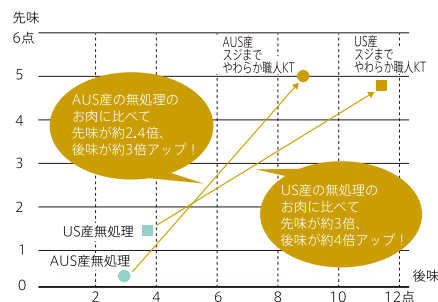 先味
6点
AUS産
スジまで
やわらか職人KT
US産
スジまで
やわらか職人KT
5
AUS産の無処理の
お肉に比べて
先味が約2.4倍、
後味が約3倍アップ！
4
3
US産の無処理の
お肉に比べて
先味が約3倍、
後味が約4倍アップ！
2
US産無処理
1
AUS産無処理
0
後味
2 4 6 8 10 12点